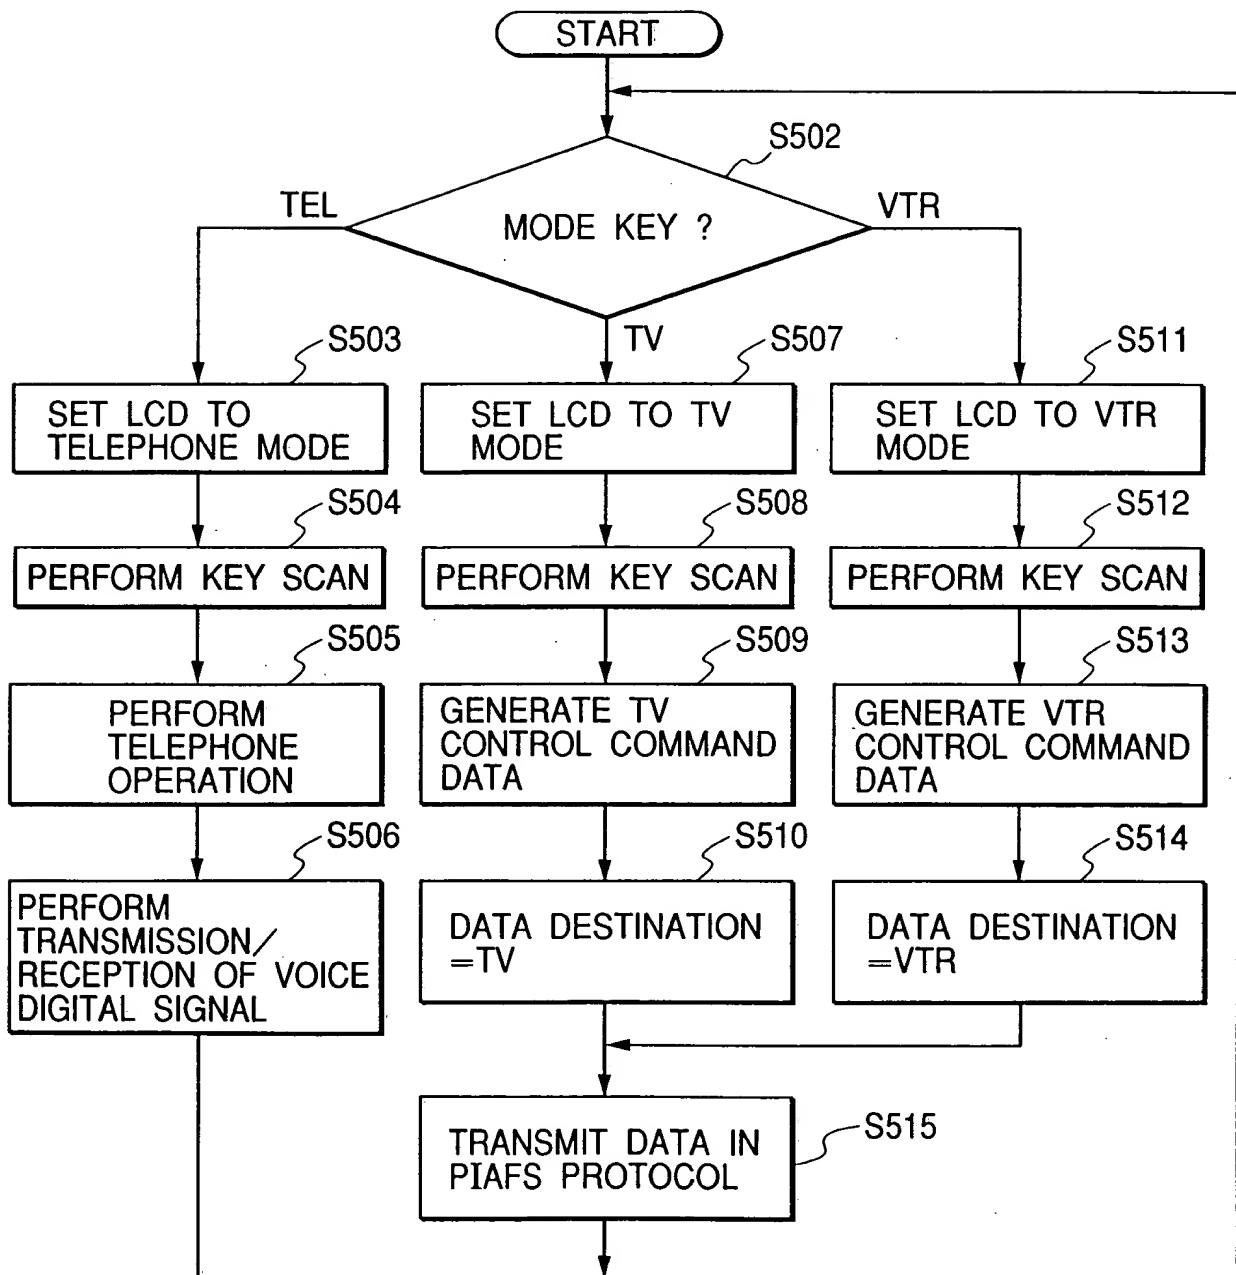 START
S502
TEL
VTR
MODE KEY ?
TV
S503
S507
S511
SET LCD TO
TELEPHONE MODE
SET LCD TO TV
MODE
SET LCD TO VTR
MODE
S504
S508
S512
PERFORM KEY SCAN
PERFORM KEY SCAN
PERFORM KEY SCAN
S505
S509
S513
PERFORM
TELEPHONE
OPERATION
GENERATE TV
CONTROL COMMAND
DATA
GENERATE VTR
CONTROL COMMAND
DATA
S506
S510
S514
PERFORM
TRANSMISSION/
RECEPTION OF VOICE
DIGITAL SIGNAL
DATA DESTINATION
=TV
DATA DESTINATION
=VTR
S515
TRANSMIT DATA IN
PIAFS PROTOCOL